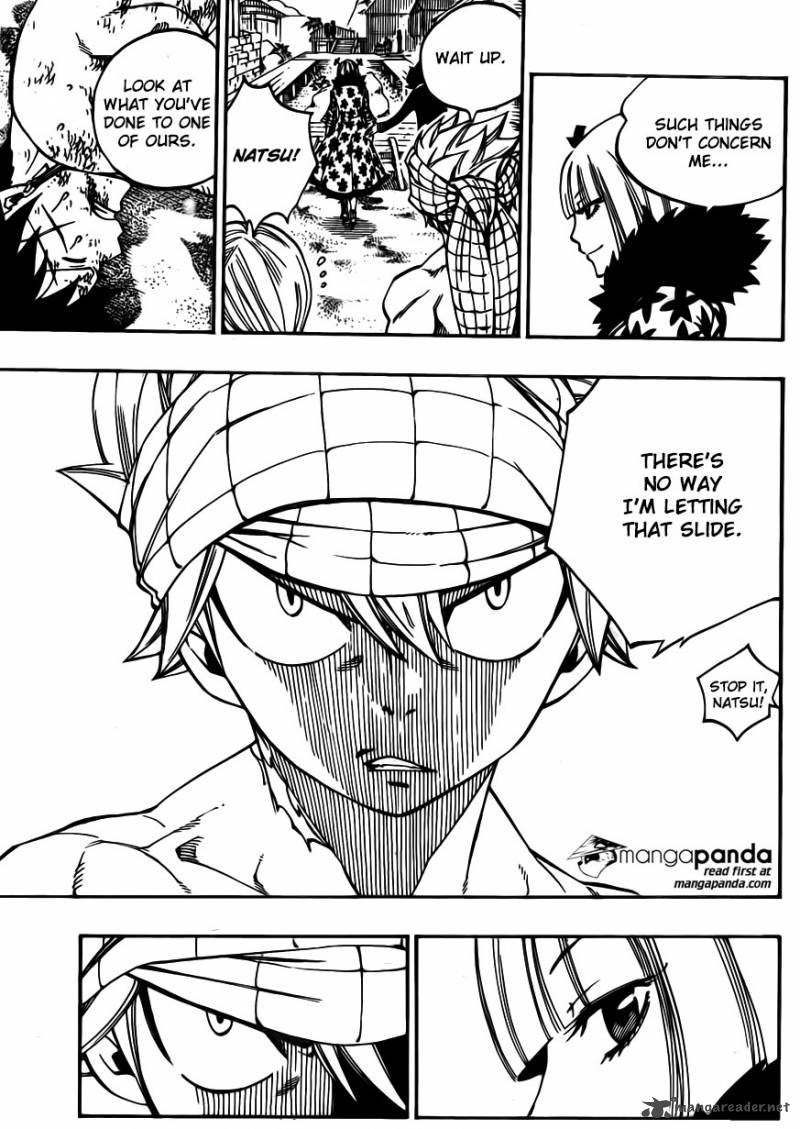 SUCH THINGS
DON'T CONCERN
ME...
WAIT UP.
NATSU!
LOOK AT
WHAT YOU'VE
DONE TO ONE
OF OURS.
THERE'S
NO WAY
I'M LETTING
THAT SLIDE.
STOP IT,
NATSU!
mangapanda
read first at
mangapanda.com
mangareader.net